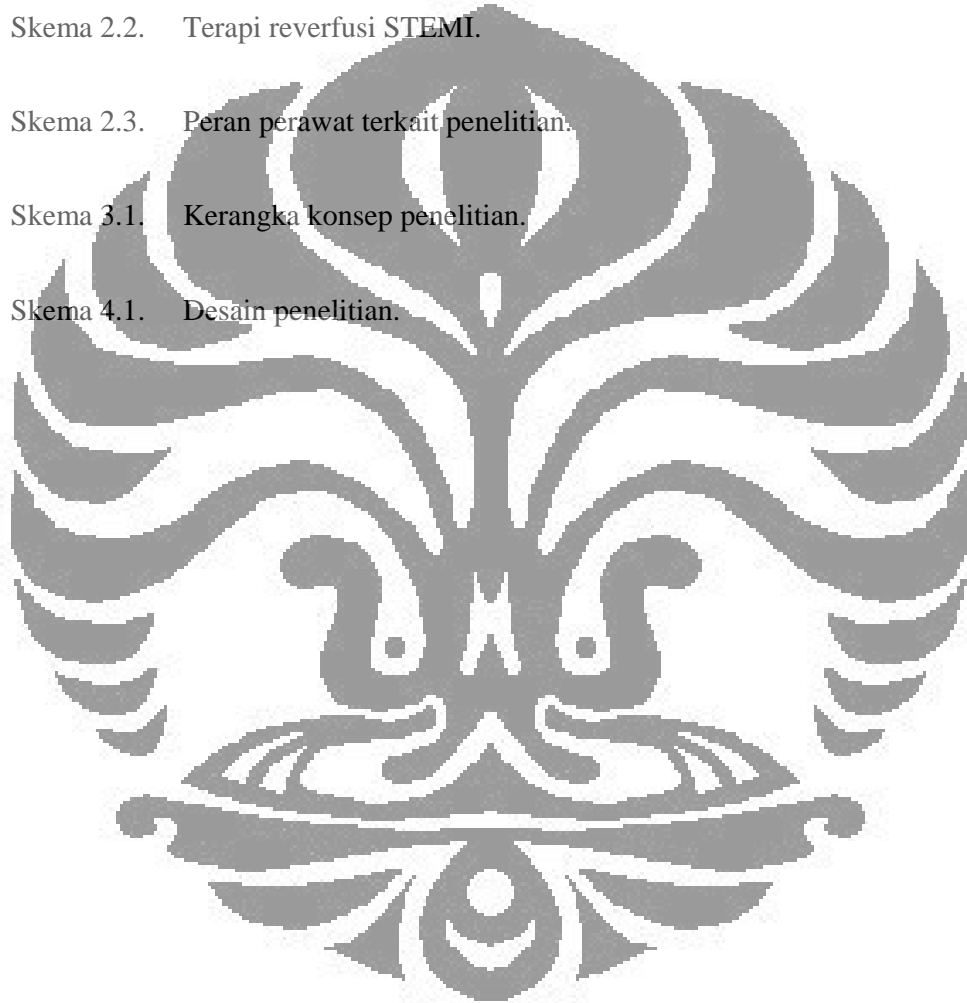 Skema 2.2. Terapi reverfusi STEMI.
Skema 2.3. Peran perawat terkait penelitian.
Skema 3.1. Kerangka konsep penelitian.
Skema 4.1. Desain penelitian.